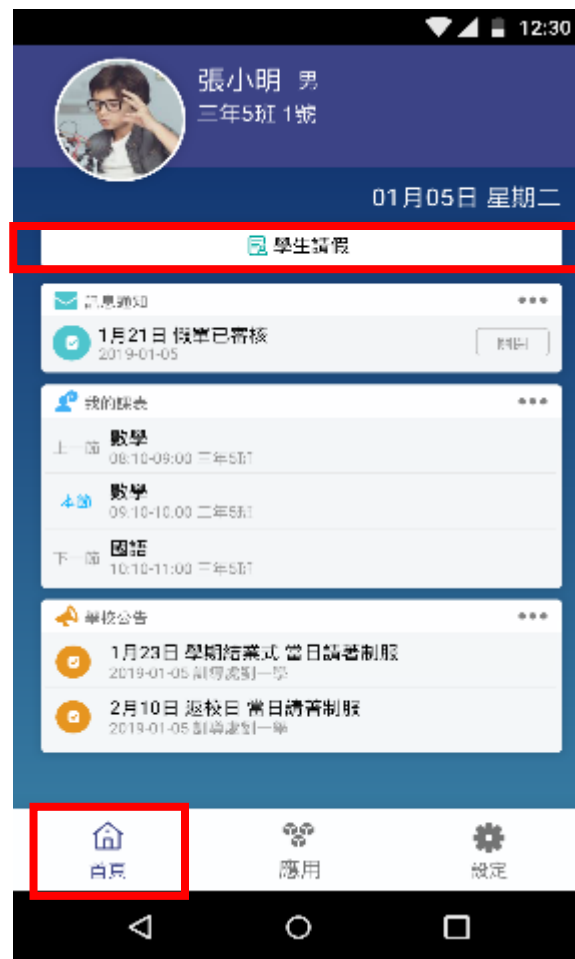 12:30
張小明 男
三年5班 1號
01月05日 星期二
學生請假
訊息通知
1月21日 假單已審核
2019-01-05
我的課表
上一節 數學
08:10-09:00 三年5班
本節 數學
09:10-10:00 三年5班
下一節 國語
10:10-11:00 三年5班
學校公告
1月23日 學期結業式 當日請著制服
2019-01-05
2月10日 返校日 當日請著制服
2019-01-05
首頁 應用 設定